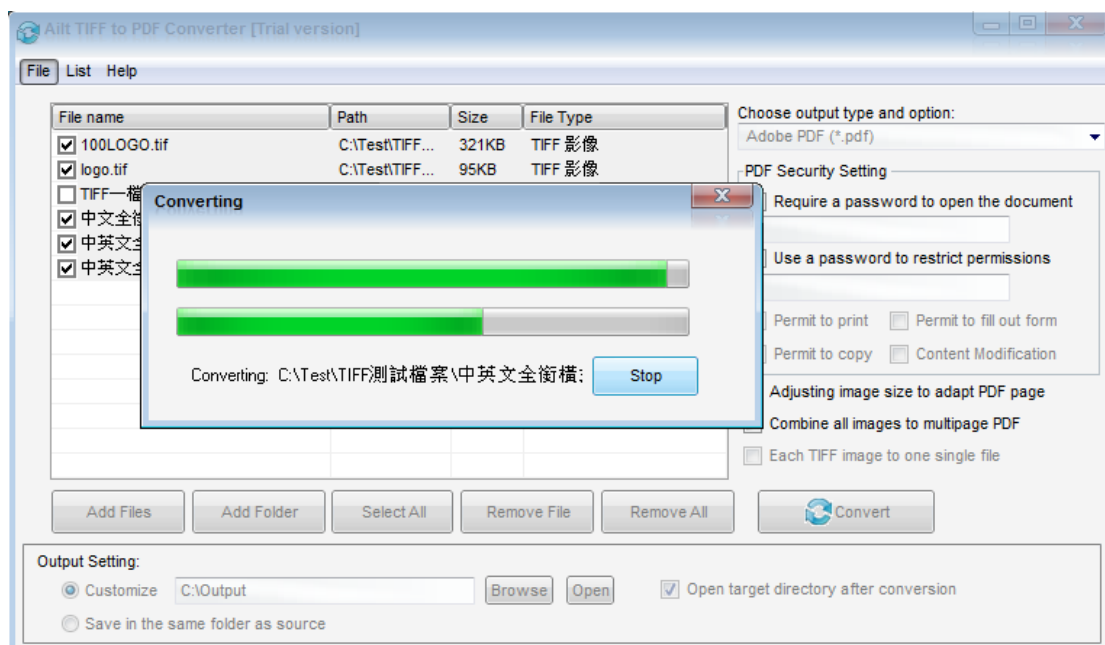 Ailt TIFF to PDF Converter [Trial version]
File List Help
File name Path Size File Type
100LOGO.tif C:\Test\TIFF... 321KB TIFF 影像
logo.tif C:\Test\TIFF... 95KB TIFF 影像
TIFF一檔
中文全銜
中英文全
中英文全
Converting
Converting: C:\Test\TIFF測試檔案\中英文全銜橫;
Stop
Choose output type and option:
Adobe PDF (*.pdf)
PDF Security Setting
Require a password to open the document
Use a password to restrict permissions
Permit to print Permit to fill out form
Permit to copy Content Modification
Adjusting image size to adapt PDF page
Combine all images to multipage PDF
Each TIFF image to one single file
Add Files Add Folder Select All Remove File Remove All Convert
Output Setting:
Customize C:\Output Browse Open Open target directory after conversion
Save in the same folder as source